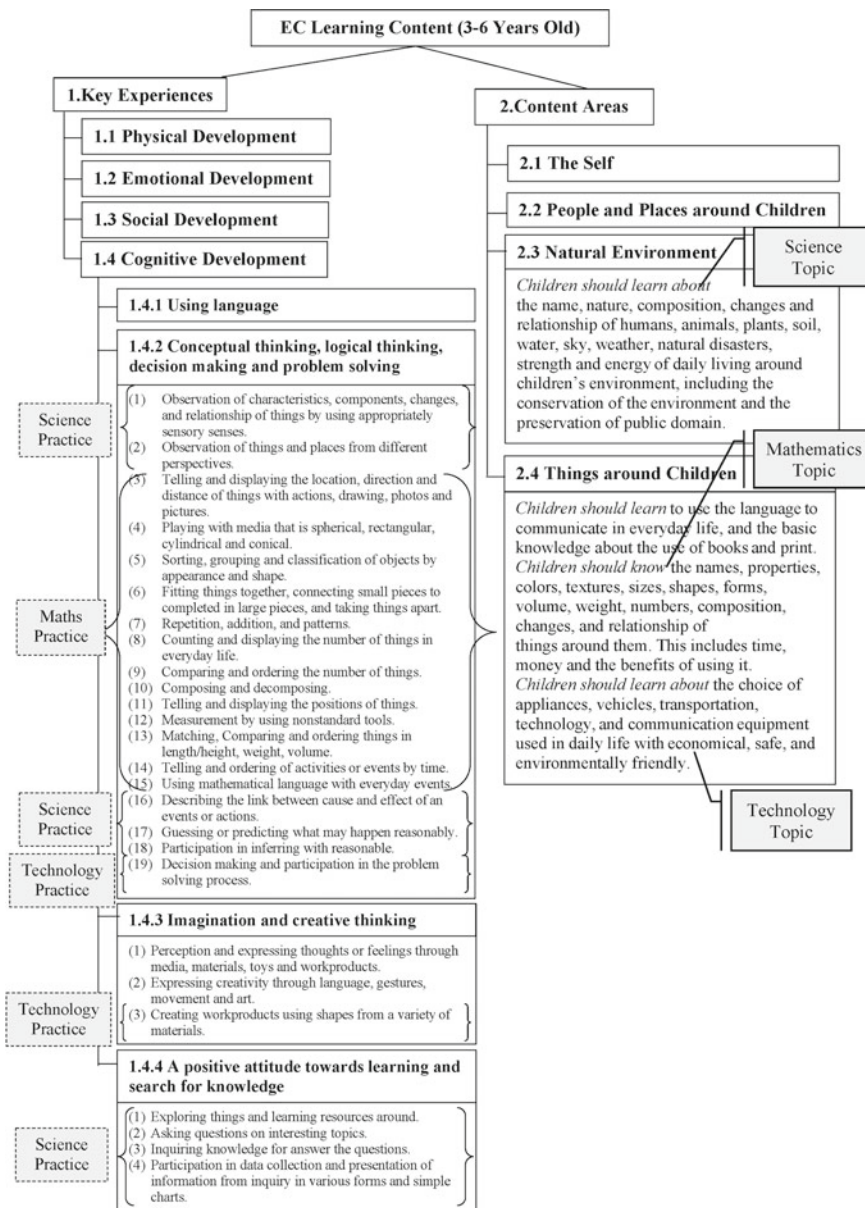 EC Learning Content (3-6 Years Old)
1.Key Experiences
1.1 Physical Development
1.2 Emotional Development
1.3 Social Development
1.4 Cognitive Development
1.4.1 Using language
1.4.2 Conceptual thinking, logical thinking,
decision making and problem solving
Science
Practice
(1) Observation of characteristics, components, changes,
and relationship of things by using appropriately
sensory senses.
(2) Observation of things and places from different
perspectives.
Maths
Practice
(3) Telling and displaying the location, direction and
distance of things with actions, drawing, photos and
pictures.
(4) Playing with media that is spherical, rectangular,
cylindrical and conical.
(5) Sorting, grouping and classification of objects by
appearance and shape.
(6) Fitting things together, connecting small pieces to
completed in large pieces, and taking things apart.
(7) Repetition, addition, and patterns.
(8) Counting and displaying the number of things in
everyday life.
(9) Comparing and ordering the number of things.
(10) Composing and decomposing.
(11) Telling and displaying the positions of things.
(12) Measurement by using nonstandard tools.
(13) Matching, Comparing and ordering things in
length/height, weight, volume.
(14) Telling and ordering of activities or events by time.
(15) Using mathematical language with everyday events.
Science
Practice
(16) Describing the link between cause and effect of an
events or actions.
(17) Guessing or predicting what may happen reasonably.
(18) Participation in inferring with reasonable.
Technology
Practice
(19) Decision making and participation in the problem
solving process.
1.4.3 Imagination and creative thinking
(1) Perception and expressing thoughts or feelings through
media, materials, toys and workproducts.
(2) Expressing creativity through language, gestures,
movement and art.
Technology
Practice
(3) Creating workproducts using shapes from a variety of
materials.
1.4.4 A positive attitude towards learning and
search for knowledge
Science
Practice
(1) Exploring things and learning resources around.
(2) Asking questions on interesting topics.
(3) Inquiring knowledge for answer the questions.
(4) Participation in data collection and presentation of
information from inquiry in various forms and simple
charts.
2.Content Areas
2.1 The Self
2.2 People and Places around Children
2.3 Natural Environment
Science
Topic
Children should learn about
the name, nature, composition, changes and
relationship of humans, animals, plants, soil,
water, sky, weather, natural disasters,
strength and energy of daily living around
children's environment, including the
conservation of the environment and the
preservation of public domain.
Mathematics
Topic
2.4 Things around Children
Children should learn to use the language to
communicate in everyday life, and the basic
knowledge about the use of books and print.
Children should know the names, properties,
colors, textures, sizes, shapes, forms,
volume, weight, numbers, composition,
changes, and relationship of
things around them. This includes time,
money and the benefits of using it.
Children should learn about the choice of
appliances, vehicles, transportation,
technology, and communication equipment
used in daily life with economical, safe, and
environmentally friendly.
Technology
Topic